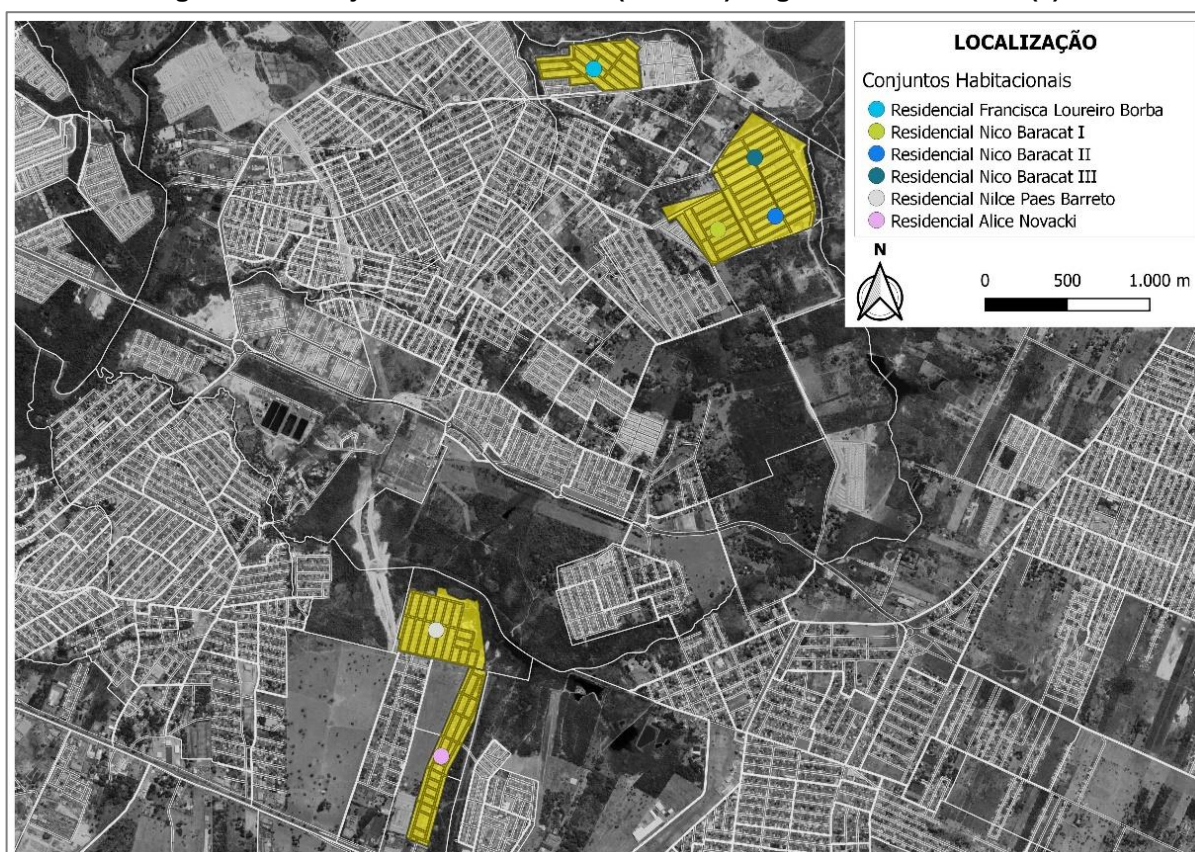 LOCALIZAÇÃO
Conjuntos Habitacionais
Residencial Francisca Loureiro Borba
Residencial Nico Baracat I
Residencial Nico Baracat II
Residencial Nico Baracat III
Residencial Nilce Paes Barreto
Residencial Alice Novacki
N
0 500 1.000 m